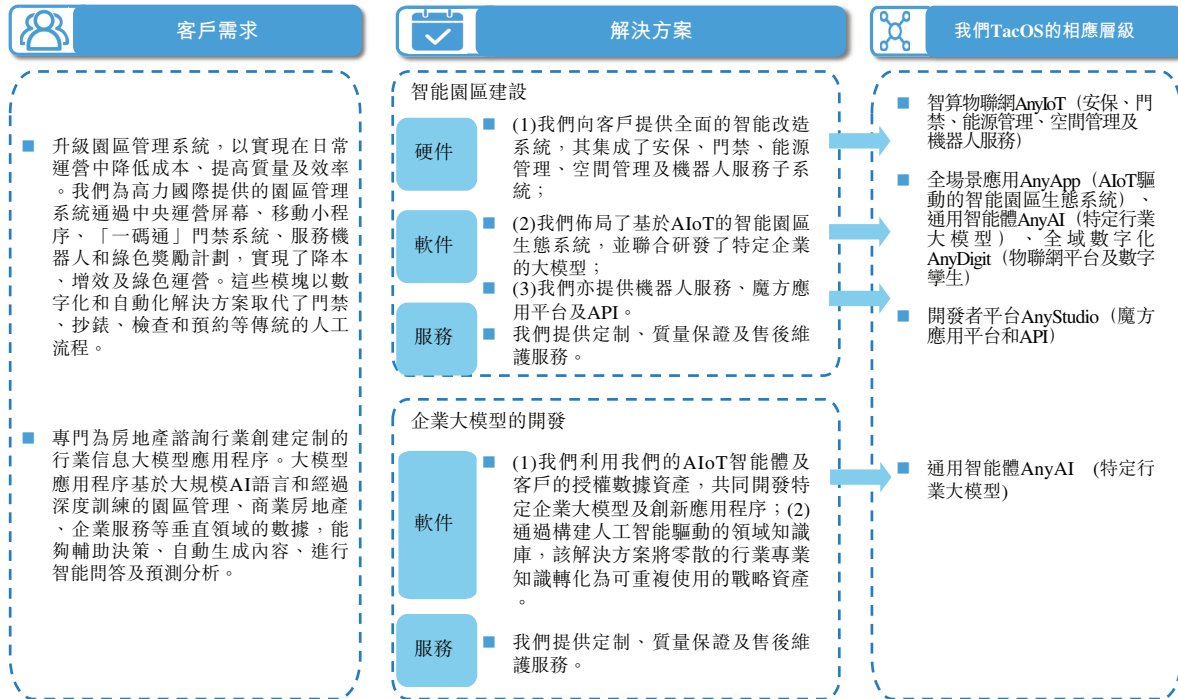 客戶需求
升級園區管理系統，以實現在日常
運營中降低成本、提高質量及效率
。我們為高力國際提供的園區管理
系統通過中央運營屏幕、移動小程
序、「一碼通」門禁系統、服務機
器人和綠色獎勵計劃，實現了降本
、增效及綠色運營。這些模塊以數
字化和自動化解決方案取代了門禁
、抄錶、檢查和預約等傳統的人工
流程。
專門為房地產諮詢行業創建定制的
行業信息大模型應用程序。大模型
應用程序基於大規模AI語言和經過
深度訓練的園區管理、商業房地產
、企業服務等垂直領域的數據，能
夠輔助決策、自動生成內容、進行
智能問答及預測分析。
解決方案
智能園區建設
硬件
(1)我們向客戶提供全面的智能改造
系統，其集成了安保、門禁、能源
管理、空間管理及機器人服務子系
統；
軟件
(2)我們佈局了基於AIoT的智能園區
生態系統，並聯合研發了特定企業
的大模型；
(3)我們亦提供機器人服務、魔方應
用平台及API。
服務
我們提供定制、質量保證及售後維
護服務。
企業大模型的開發
軟件
(1)我們利用我們的AIoT智能體及
客戶的授權數據資產，共同開發特
定企業大模型及創新應用程序；(2)
通過構建人工智能驅動的領域知識
庫，該解決方案將零散的行業專業
知識轉化為可重複使用的戰略資產
。
服務
我們提供定制、質量保證及售後維
護服務。
我們TacOS的相應層級
智算物聯網AnyIoT（安保、門
禁、能源管理、空間管理及
機器人服務）
全場景應用AnyApp（AIoT驅
動的智能園區生態系統）、
通用智能體AnyAI（特定行業
大模型）、全域數字化
AnyDigit（物聯網平台及數字
孿生）
開發者平台AnyStudio（魔方
應用平台和API）
通用智能體AnyAI （特定行
業大模型)